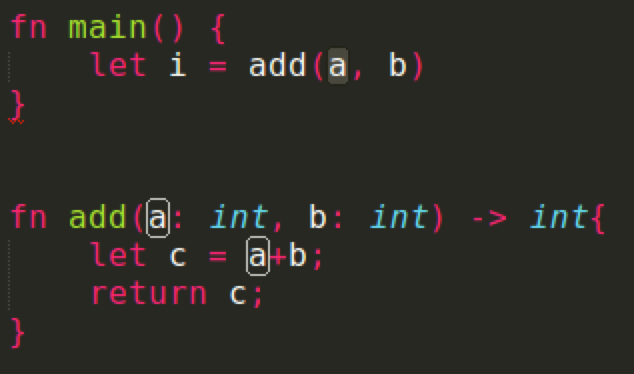 fn main() {
    let i = add(a, b)
}
fn add(a: int, b: int) -> int{
    let c = a+b;
    return c;
}